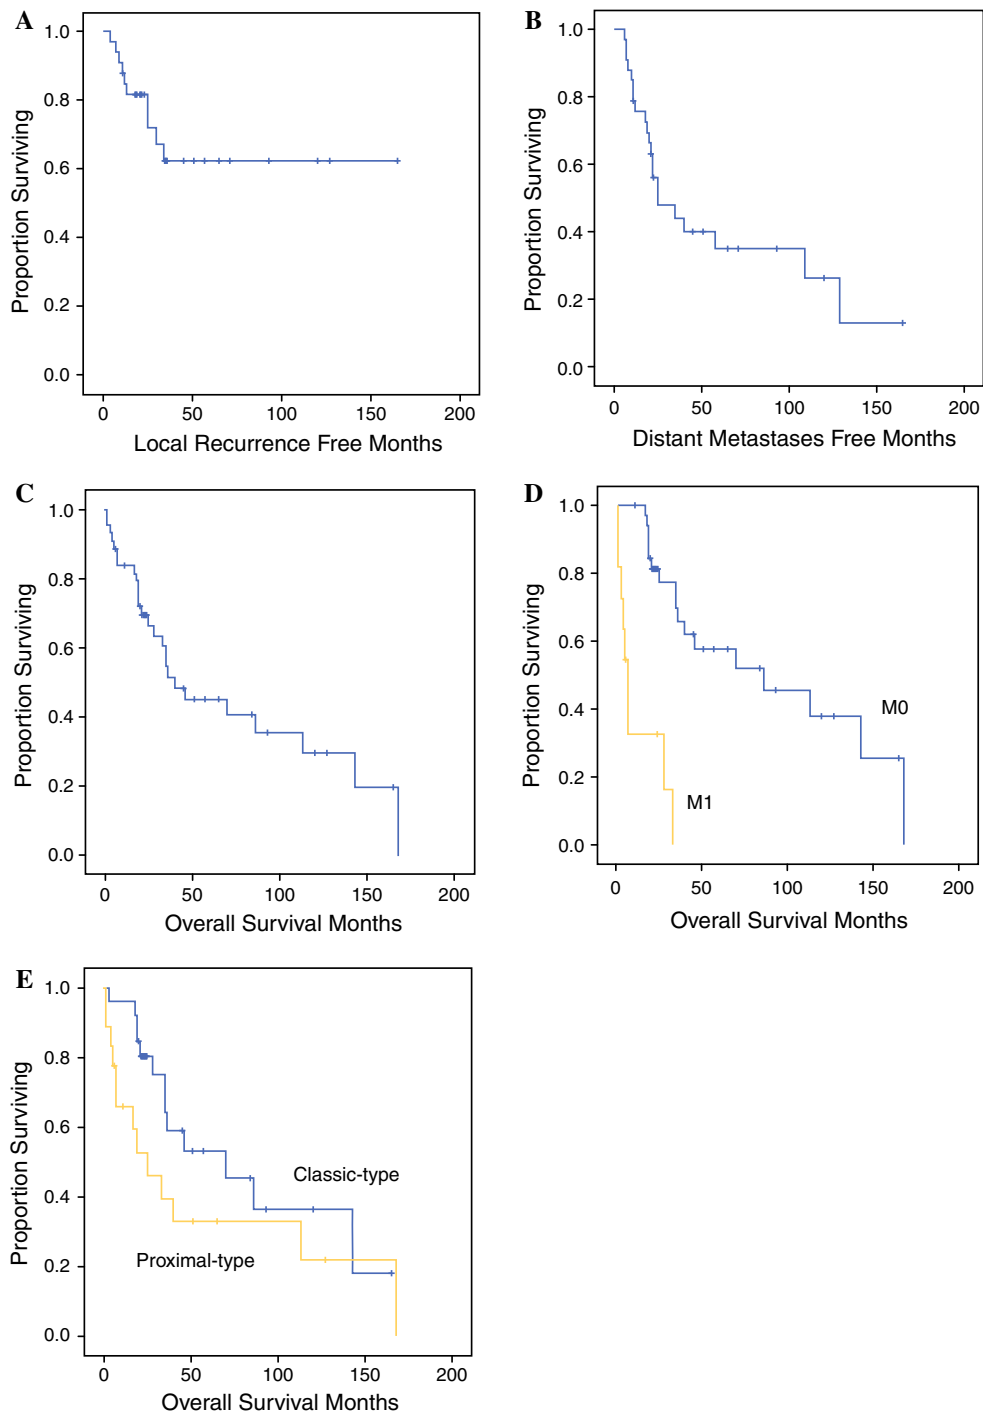 A
1.0
0.8
0.6
0.4
0.2
0.0
Proportion Surviving
0 50 100 150 200
Local Recurrence Free Months
B
1.0
0.8
0.6
0.4
0.2
0.0
Proportion Surviving
0 50 100 150 200
Distant Metastases Free Months
C
1.0
0.8
0.6
0.4
0.2
0.0
Proportion Surviving
0 50 100 150 200
Overall Survival Months
D
1.0
0.8
0.6
0.4
0.2
0.0
Proportion Surviving
M0
M1
0 50 100 150 200
Overall Survival Months
E
1.0
0.8
0.6
0.4
0.2
0.0
Proportion Surviving
Classic-type
Proximal-type
0 50 100 150 200
Overall Survival Months